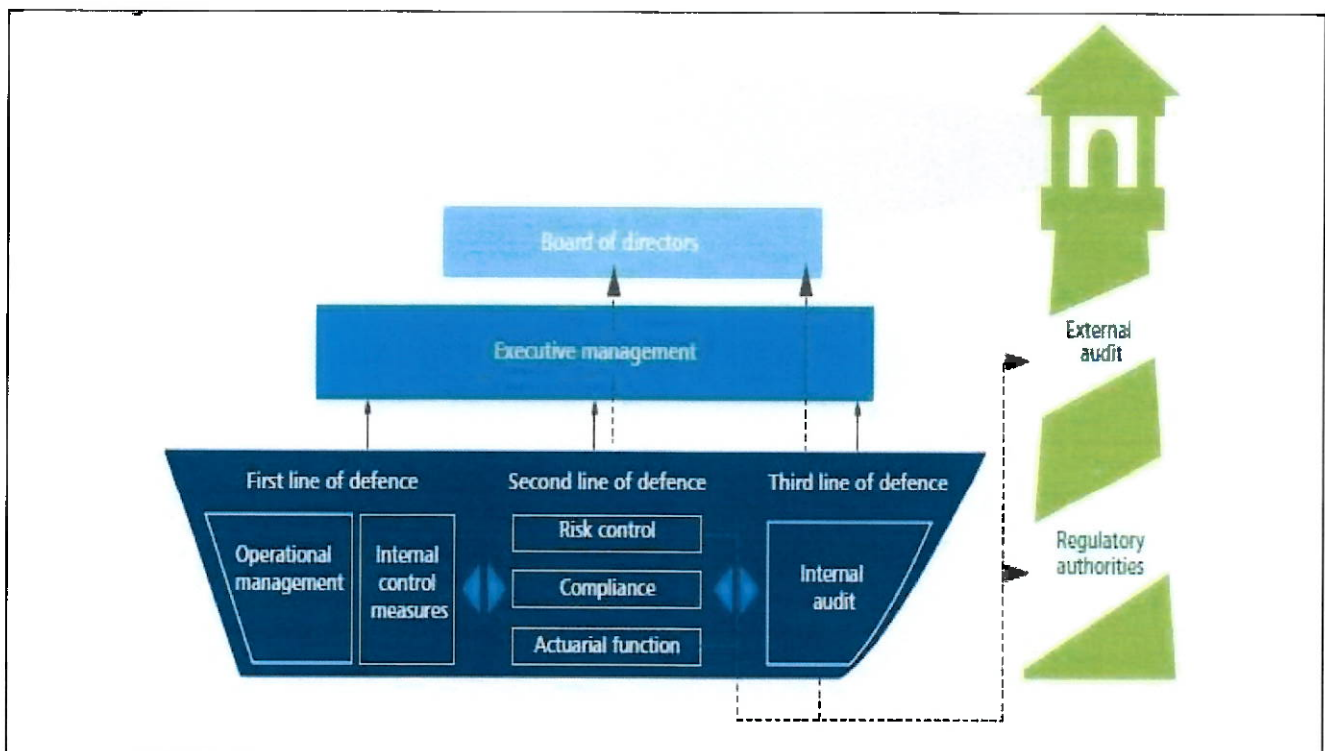 Board of directors
Executive management
First line of defence
Second line of defence
Third line of defence
Operational
management
Internal
control
measures
Risk control
Compliance
Actuarial function
Internal
audit
External
audit
Regulatory
authorities